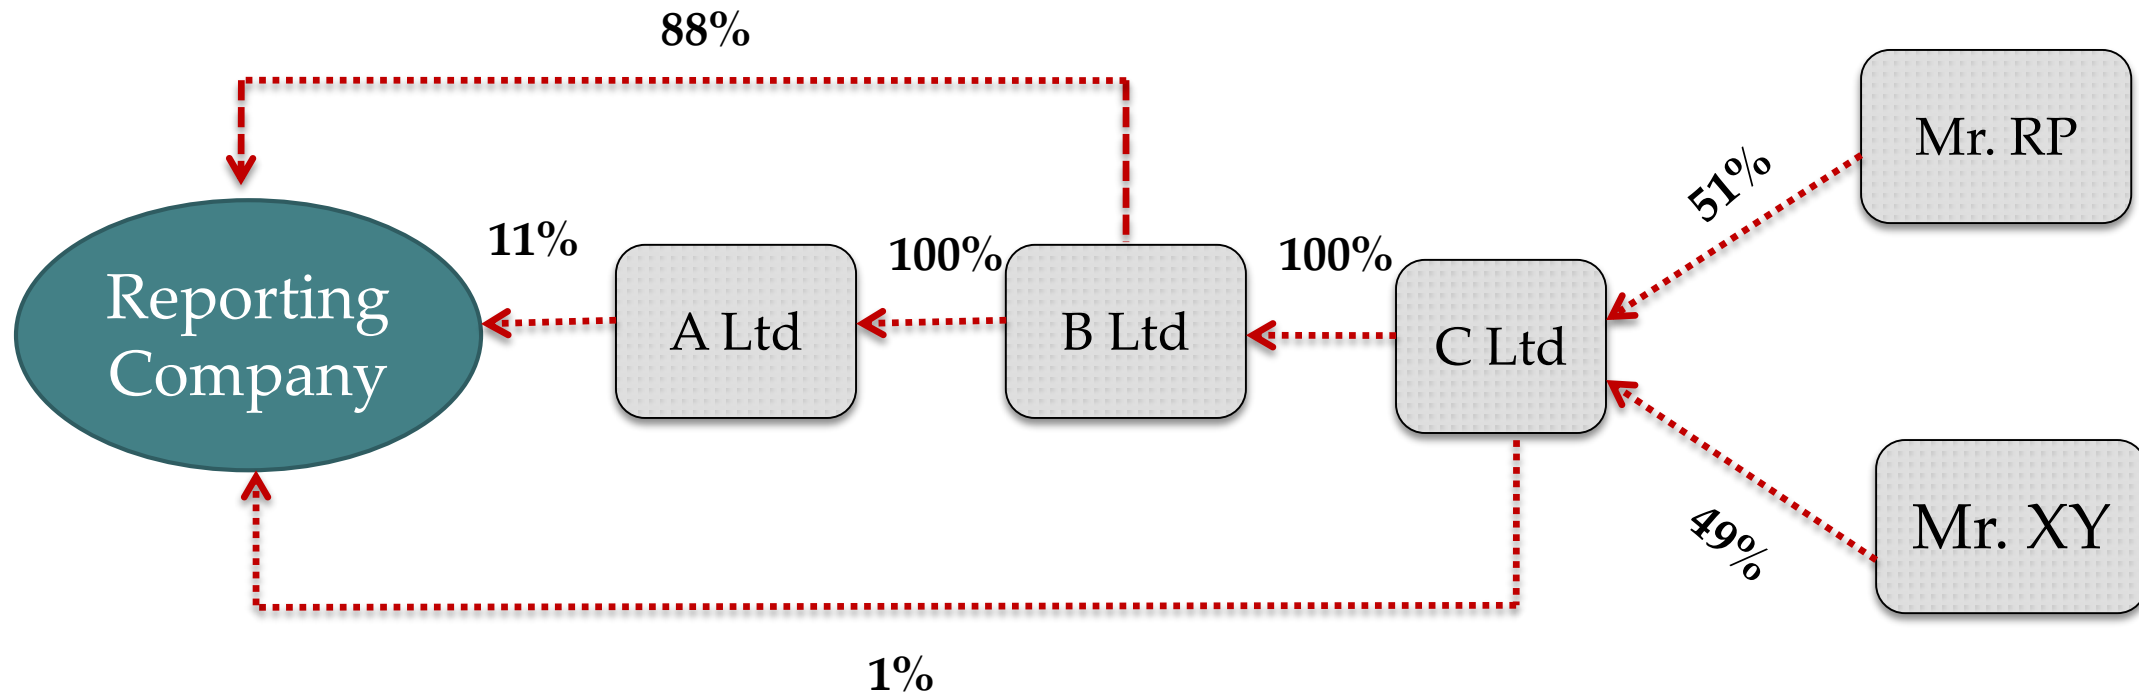 88%
Mr. RP
51%
11%
100%
100%
Reporting
Company
A Ltd
B Ltd
C Ltd
49%
Mr. XY
1%